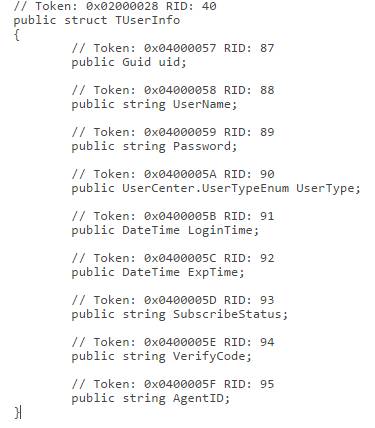 // Token: 0x02000028 RID: 40
public struct TUserInfo
{
// Token: 0x04000057 RID: 87
public Guid uid;
// Token: 0x04000058 RID: 88
public string UserName;
// Token: 0x04000059 RID: 89
public string Password;
// Token: 0x0400005A RID: 90
public UserCenter.UserTypeEnum UserType;
// Token: 0x0400005B RID: 91
public DateTime LoginTime;
// Token: 0x0400005C RID: 92
public DateTime ExpTime;
// Token: 0x0400005D RID: 93
public string SubscribeStatus;
// Token: 0x0400005E RID: 94
public string VerifyCode;
// Token: 0x0400005F RID: 95
public string AgentID;
}